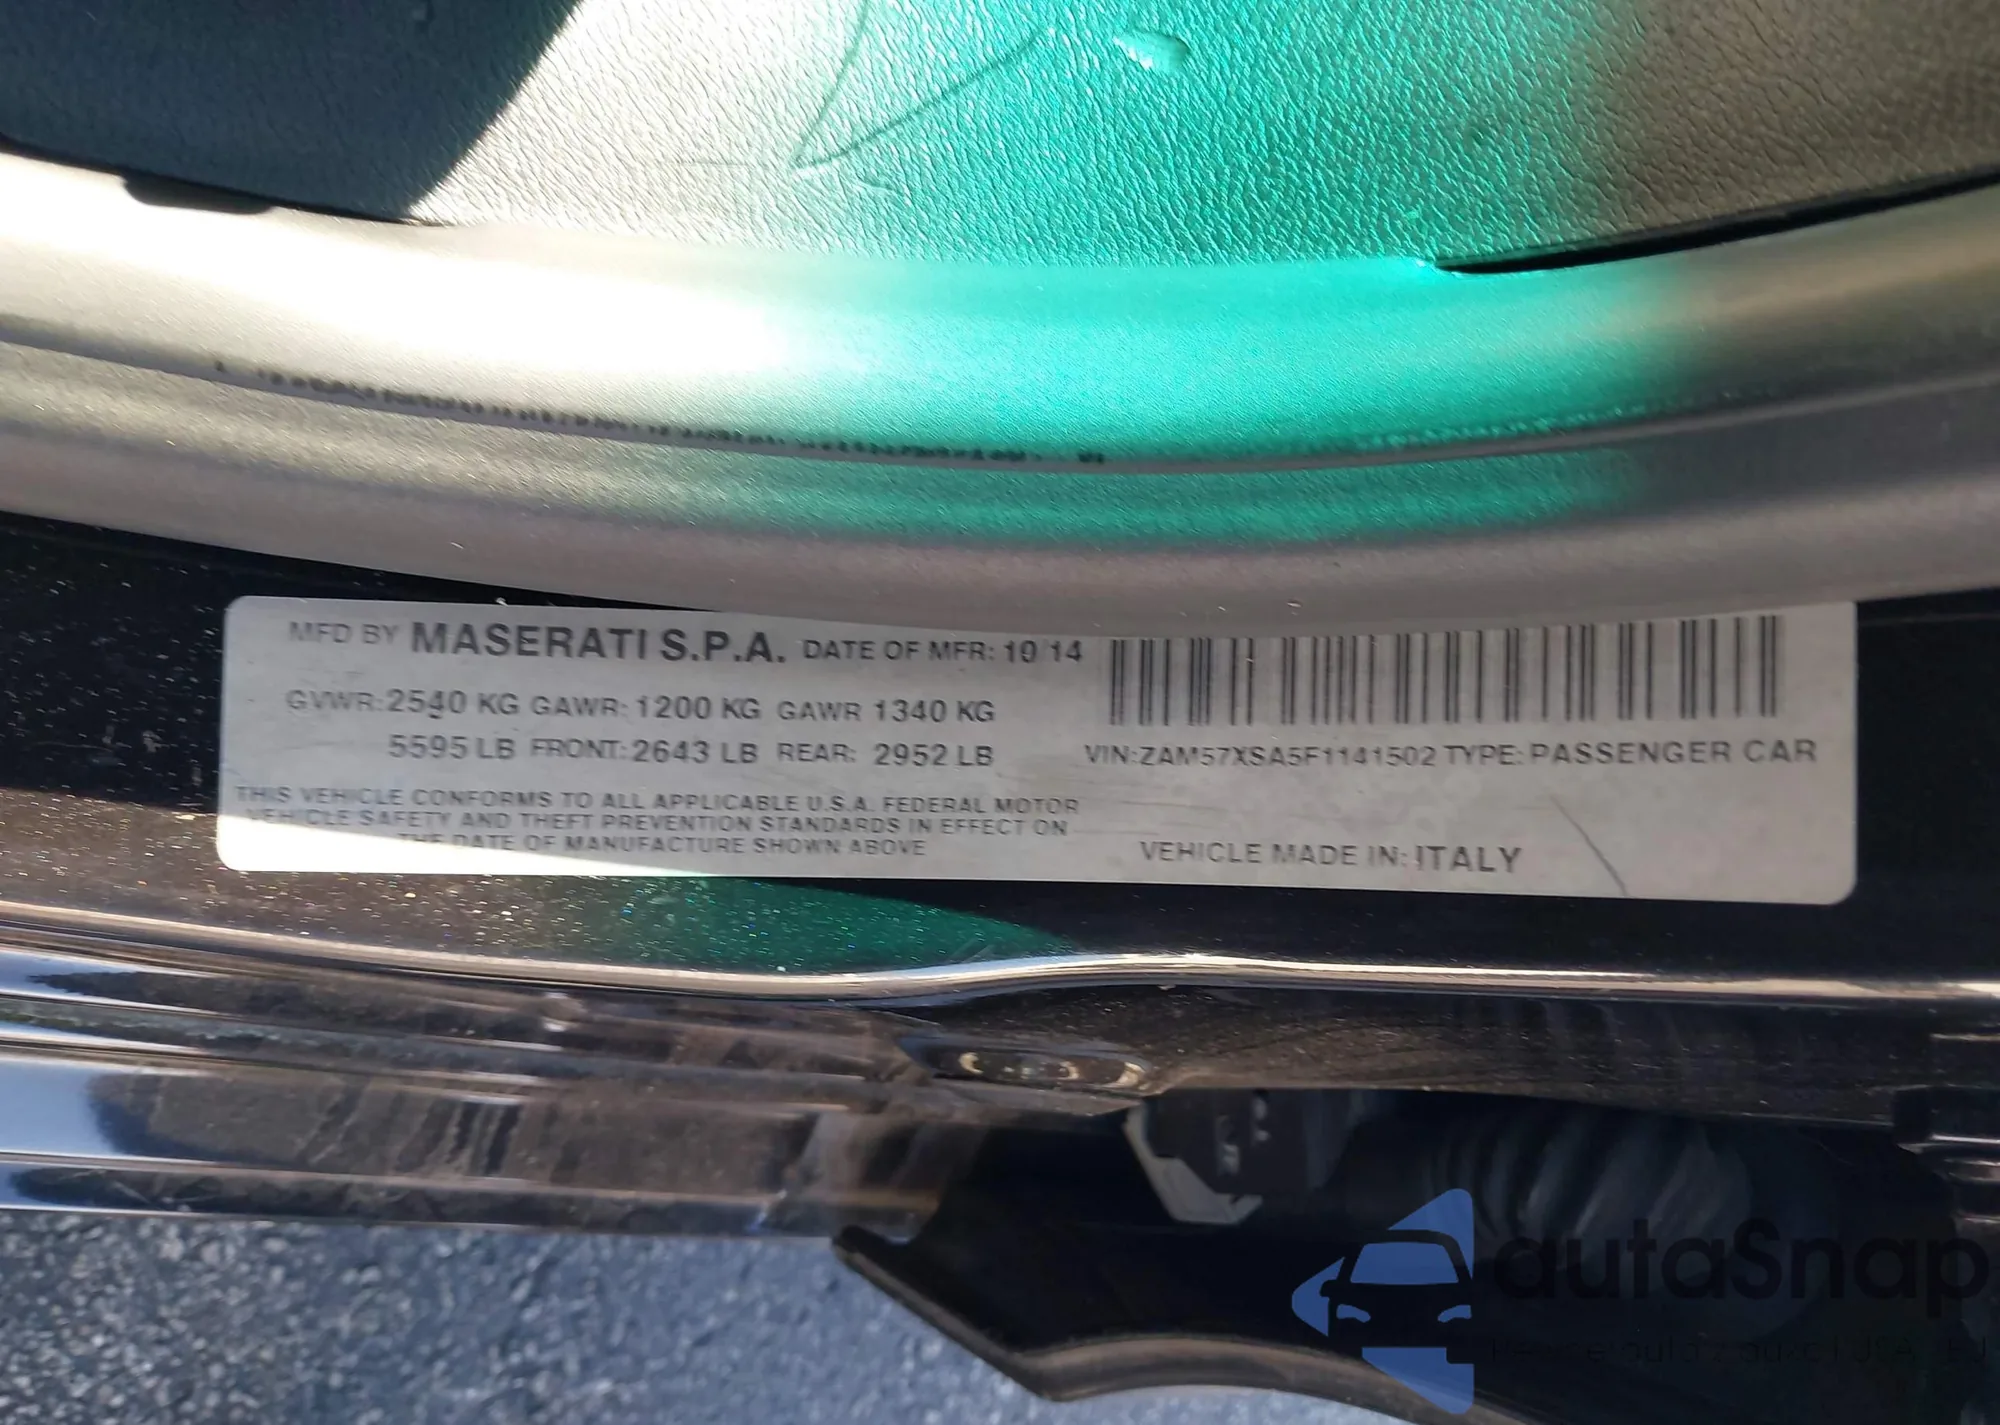 MFD BY MASERATI S.P.A. DATE OF MFR: 10/14
GVWR: 2540 KG GAWR: 1200 KG GAWR 1340 KG
5595 LB FRONT: 2643 LB REAR: 2952 LB
VIN:ZAM57XSA5F1141502 TYPE: PASSENGER CAR
THIS VEHICLE CONFORMS TO ALL APPLICABLE U.S.A. FEDERAL MOTOR
VEHICLE SAFETY AND THEFT PREVENTION STANDARDS IN EFFECT ON
THE DATE OF MANUFACTURE SHOWN ABOVE
VEHICLE MADE IN: ITALY
autaSnap